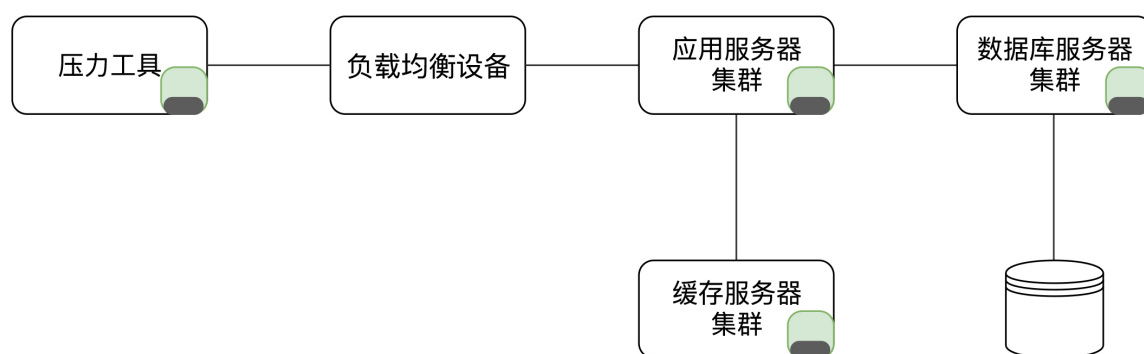 压力工具
负载均衡设备
应用服务器
集群
数据库服务器
集群
缓存服务器
集群